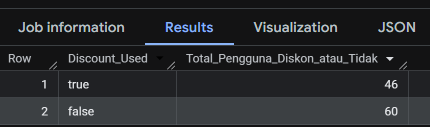 Job information Results Visualization JSON
Row Discount_Used Total_Pengguna_Diskon_atau_Tidak
1 true 46
2 false 60